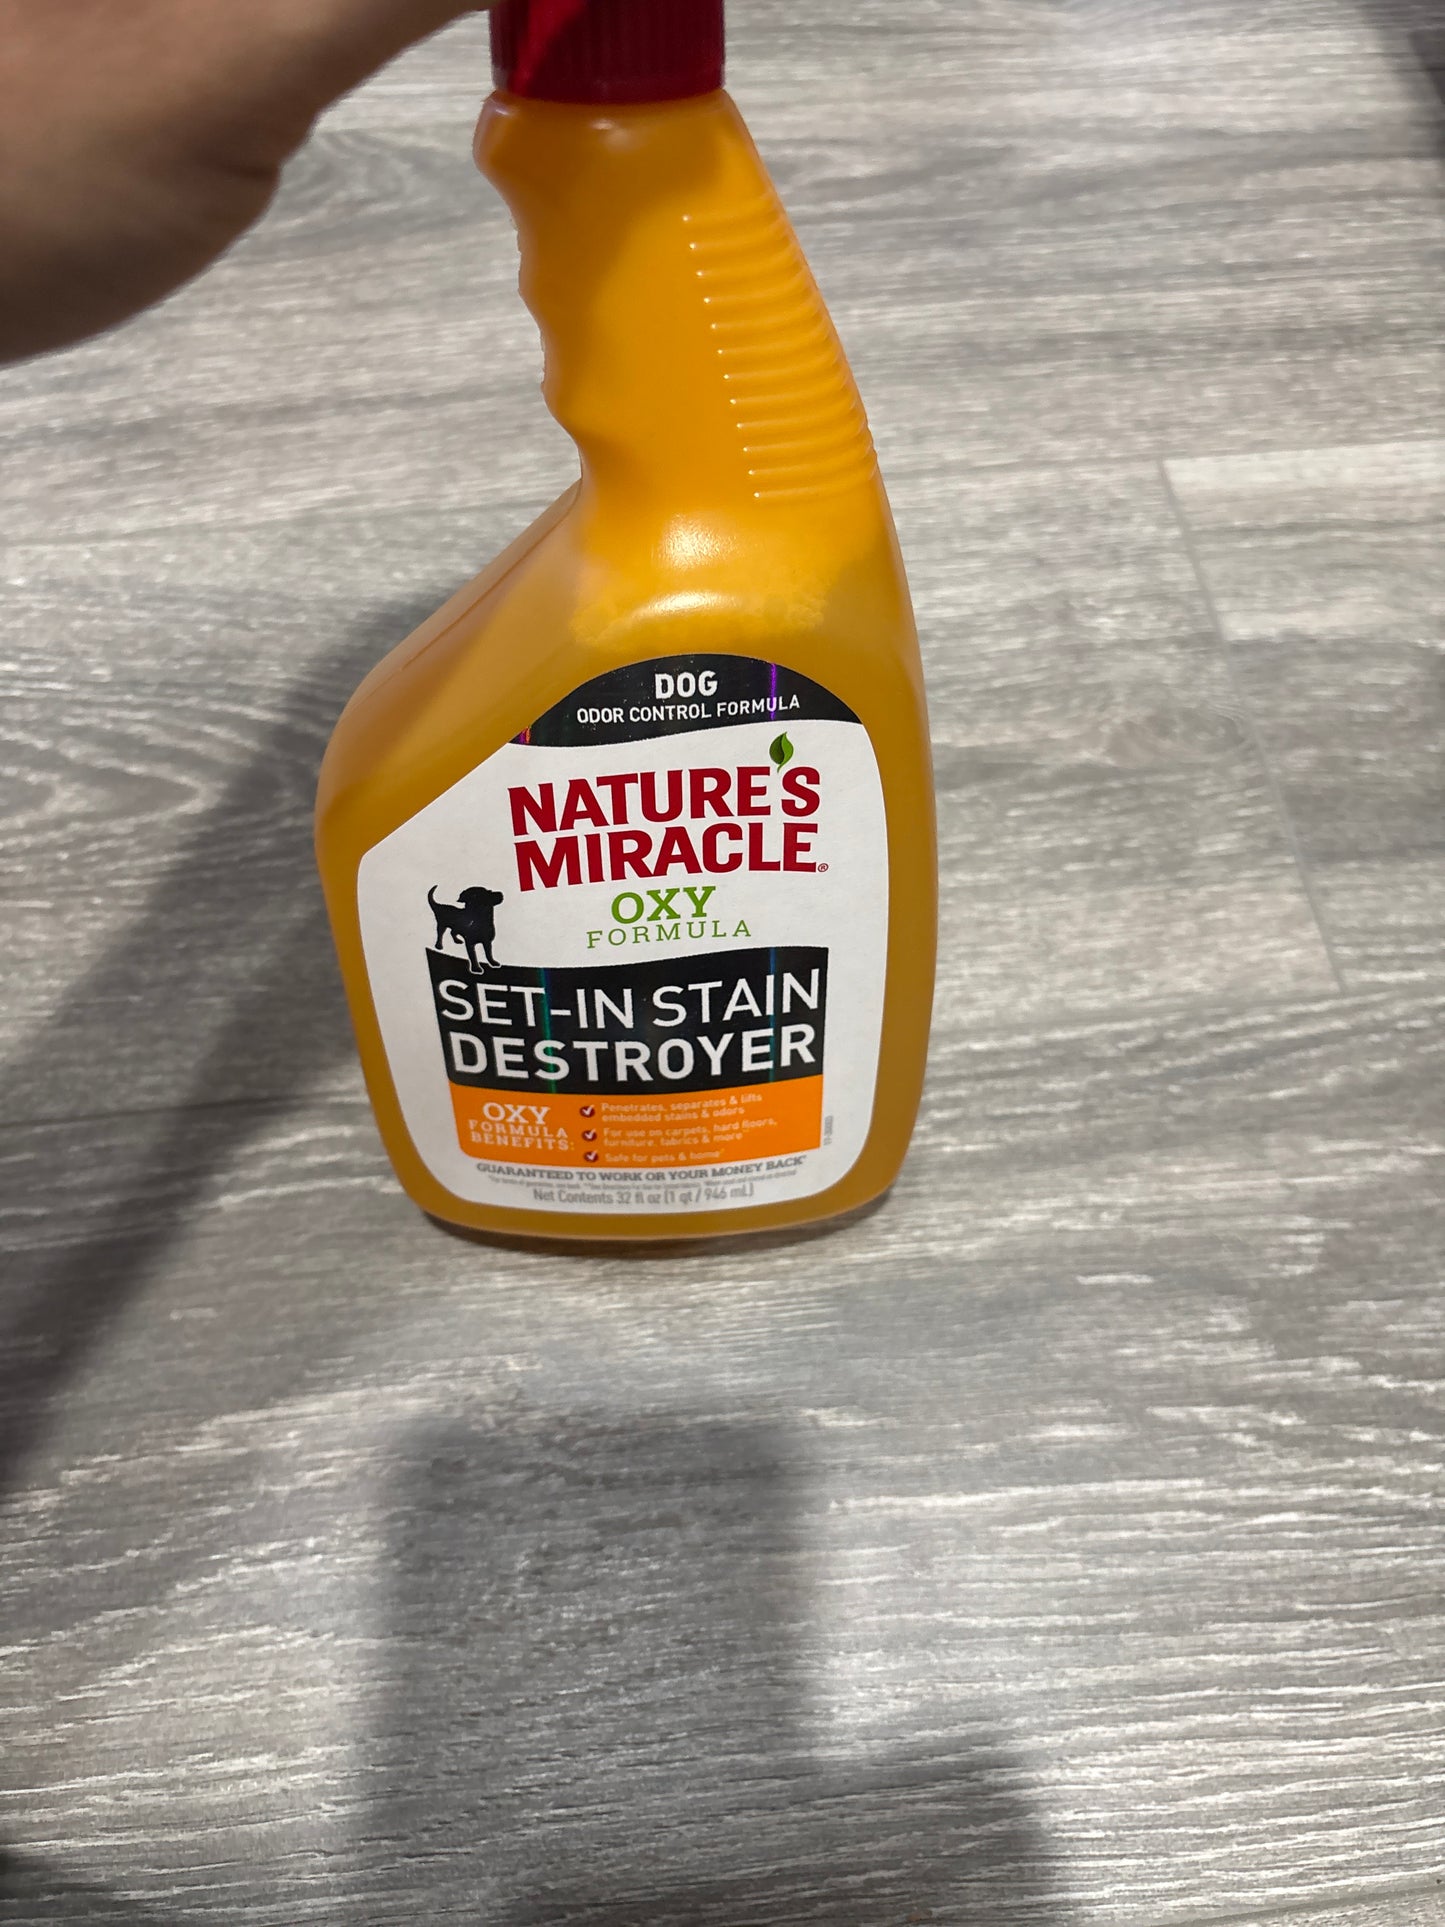 DOG
ODOR CONTROL FORMULA
NATURE'S
MIRACLE®
OXY
FORMULA
SET-IN STAIN
DESTROYER
OXY
FORMULA
BENEFITS:
Penetrates, separates & lifts
embedded stains & odors
For use on carpets, hard floors,
furniture, fabrics & more
Safe for pets & home
GUARANTEED TO WORK OR YOUR MONEY BACK
Net Contents 32 fl oz (1 qt / 946 mL)